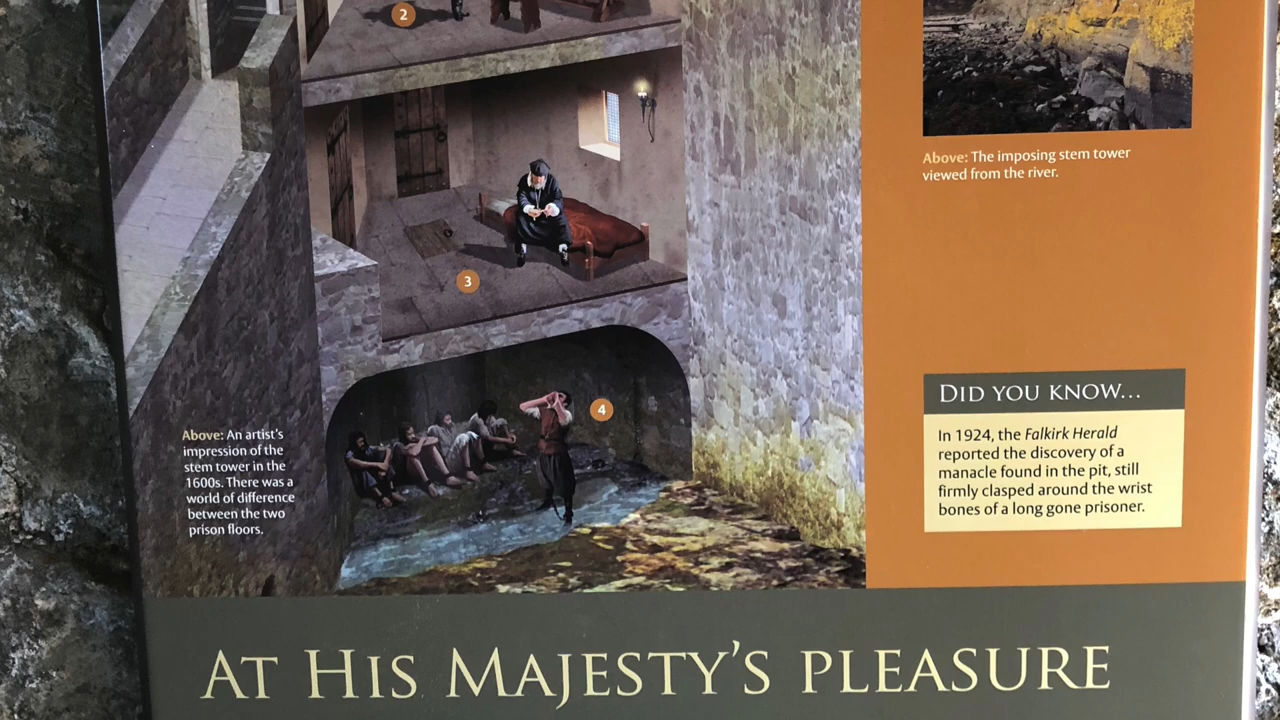 2
3
4
Above: An artist's
impression of the
stem tower in the
1600s. There was a
world of difference
between the two
prison floors.
Above: The imposing stem tower
viewed from the river.
DID YOU KNOW...
In 1924, the Falkirk Herald
reported the discovery of a
manacle found in the pit, still
firmly clasped around the wrist
bones of a long gone prisoner.
AT HIS MAJESTY'S PLEASURE